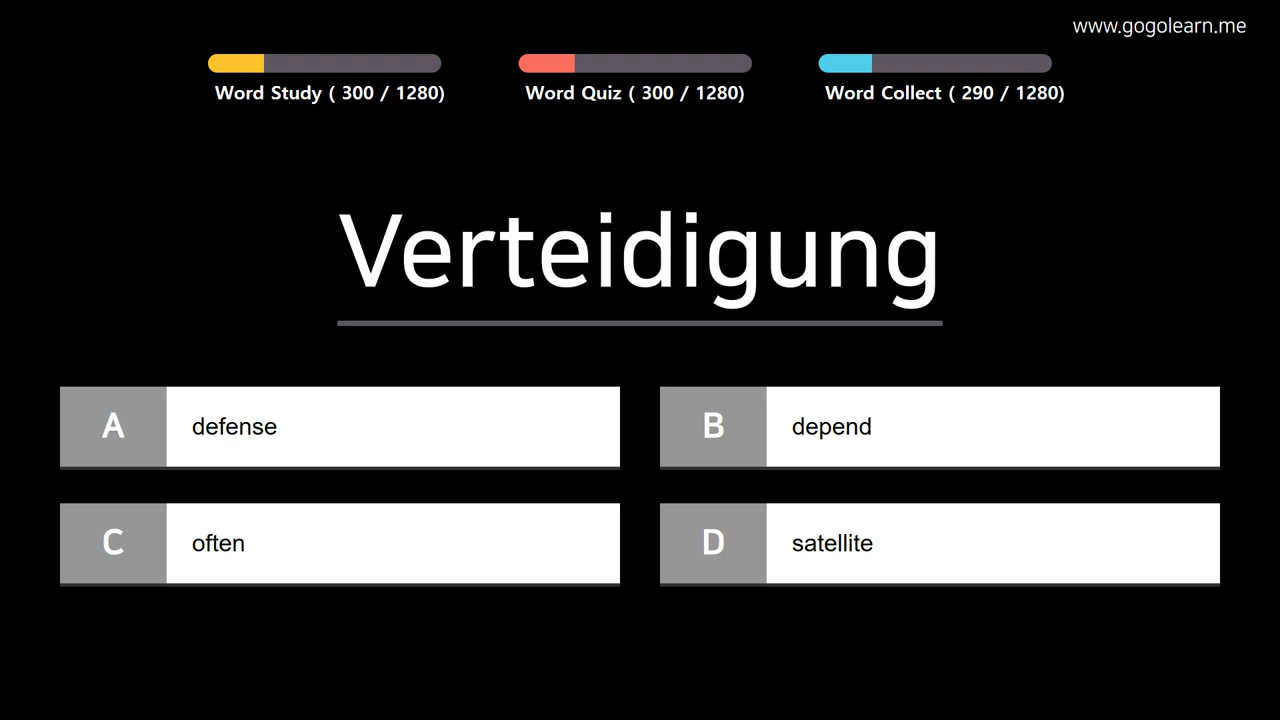 www.gogolearn.me
Word Study ( 300 / 1280)
Word Quiz ( 300 / 1280)
Word Collect ( 290 / 1280)
Verteidigung
A defense
B depend
C often
D satellite